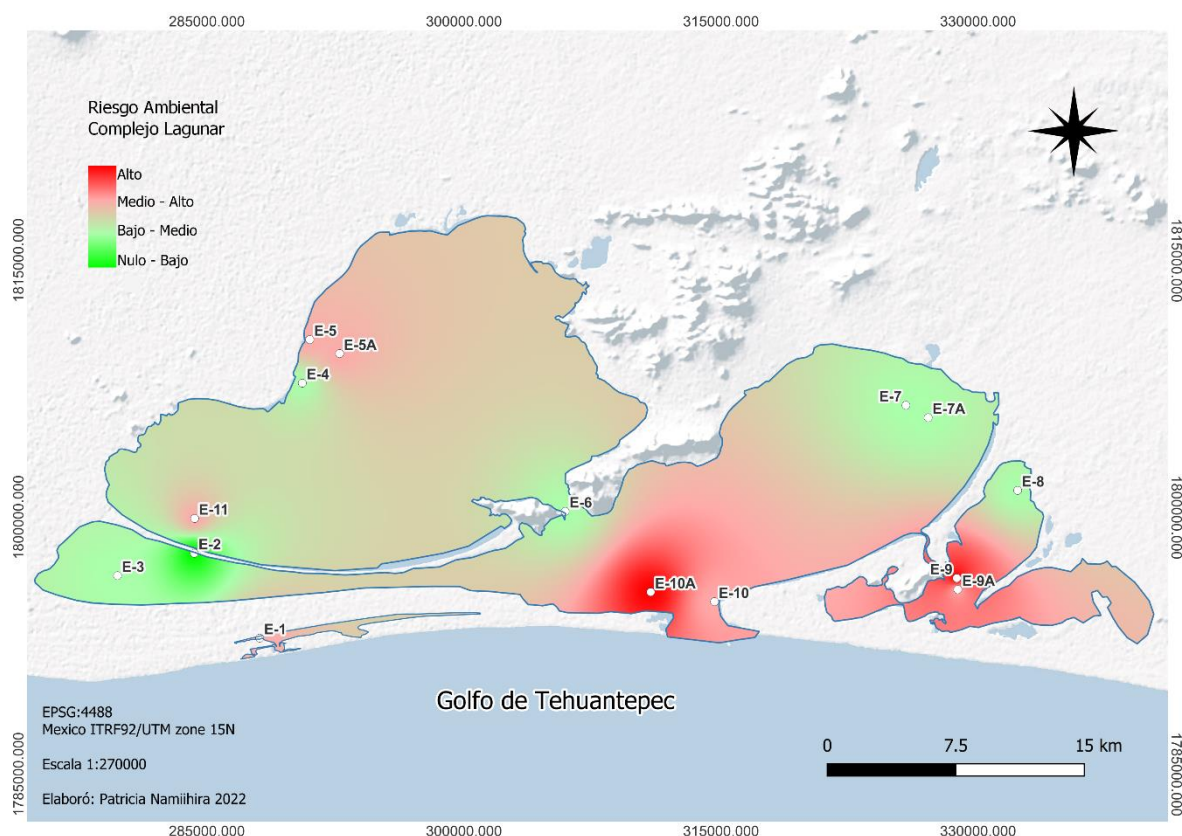 285000.000 300000.000 315000.000 330000.000
Riesgo Ambiental
Complejo Lagunar
Alto
Medio - Alto
Bajo - Medio
Nulo - Bajo
1815000.000
1815000.000
E-5
E-5A
E-4
E-7
E-7A
E-8
E-6
E-11
1800000.000
1800000.000
E-2
E-3
E-9
E-9A
E-10A
E-10
E-1
Golfo de Tehuantepec
EPSG:4488
Mexico ITRF92/UTM zone 15N
Escala 1:270000
Elaboró: Patricia Namiihira 2022
0 7.5 15 km
1785000.000
1785000.000
285000.000 300000.000 315000.000 330000.000